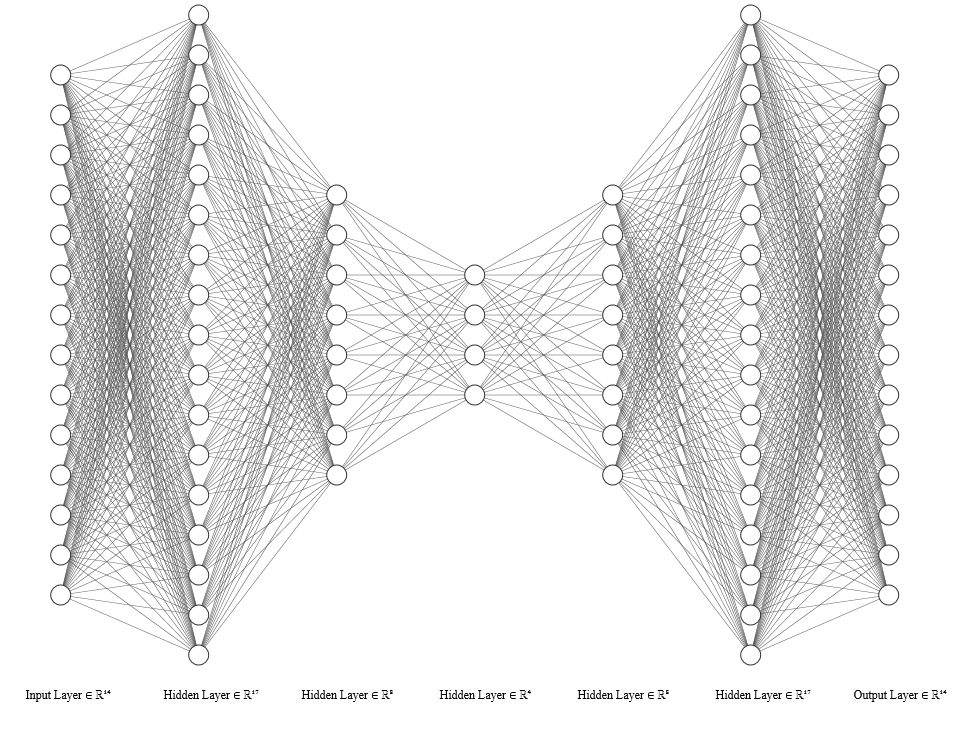 Input Layer ∈ ℝ¹⁴
Hidden Layer ∈ ℝ¹⁷
Hidden Layer ∈ ℝ⁸
Hidden Layer ∈ ℝ⁴
Hidden Layer ∈ ℝ⁸
Hidden Layer ∈ ℝ¹⁷
Output Layer ∈ ℝ¹⁴